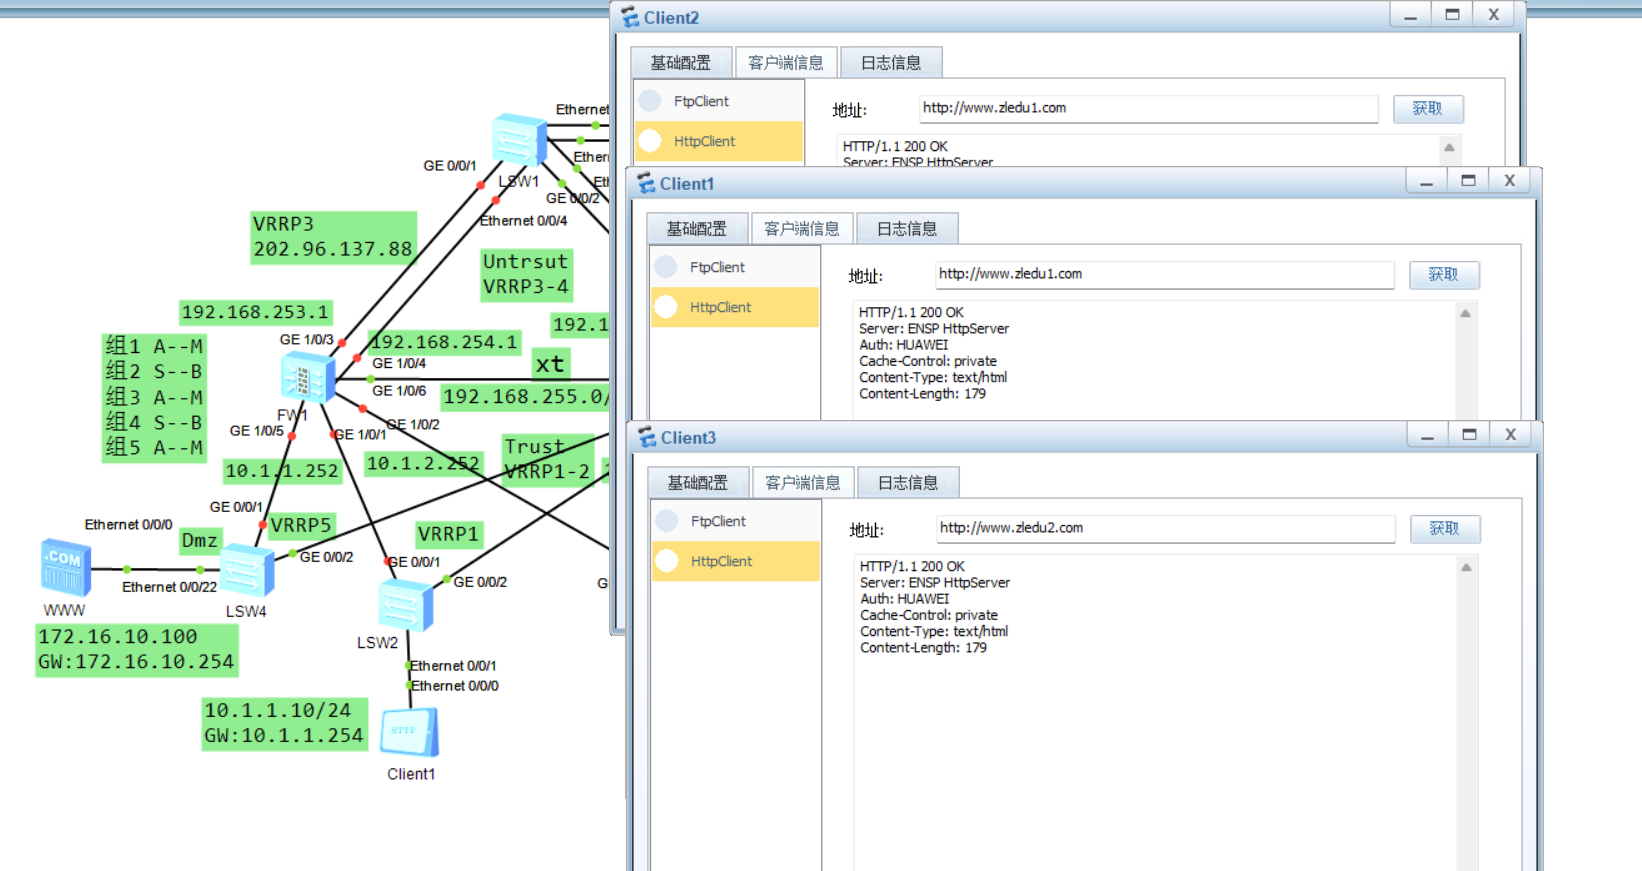 Client2
基础配置
客户端信息
日志信息
FtpClient
HttpClient
地址:
http://www.zledu1.com
获取
HTTP/1.1 200 OK
Server: ENSP HttpServer
Client1
基础配置
客户端信息
日志信息
FtpClient
HttpClient
地址:
http://www.zledu1.com
获取
HTTP/1.1 200 OK
Server: ENSP HttpServer
Auth: HUAWEI
Cache-Control: private
Content-Type: text/html
Content-Length: 179
Client3
基础配置
客户端信息
日志信息
FtpClient
HttpClient
地址:
http://www.zledu2.com
获取
HTTP/1.1 200 OK
Server: ENSP HttpServer
Auth: HUAWEI
Cache-Control: private
Content-Type: text/html
Content-Length: 179
Ethernet
GE 0/0/1
LSW1
GE 0/0/2
Ethernet 0/0/4
VRRP3
202.96.137.88
Untrsut
VRRP3-4
192.168.253.1
192.1
GE 1/0/3
192.168.254.1
组1 A--M
组2 S--B
组3 A--M
组4 S--B
组5 A--M
GE 1/0/4
xt
GE 1/0/6
192.168.255.0/
FW1
GE 1/0/5
GE 1/0/1
GE 1/0/2
Trust
VRRP1-2
10.1.1.252
10.1.2.252
GE 0/0/1
Ethernet 0/0/0
VRRP5
Dmz
VRRP1
GE 0/0/2
GE 0/0/1
GE 0/0/2
.COM
Ethernet 0/0/22
WWW
LSW4
LSW2
172.16.10.100
GW:172.16.10.254
Ethernet 0/0/1
Ethernet 0/0/0
10.1.1.10/24
GW:10.1.1.254
HTTP
Client1